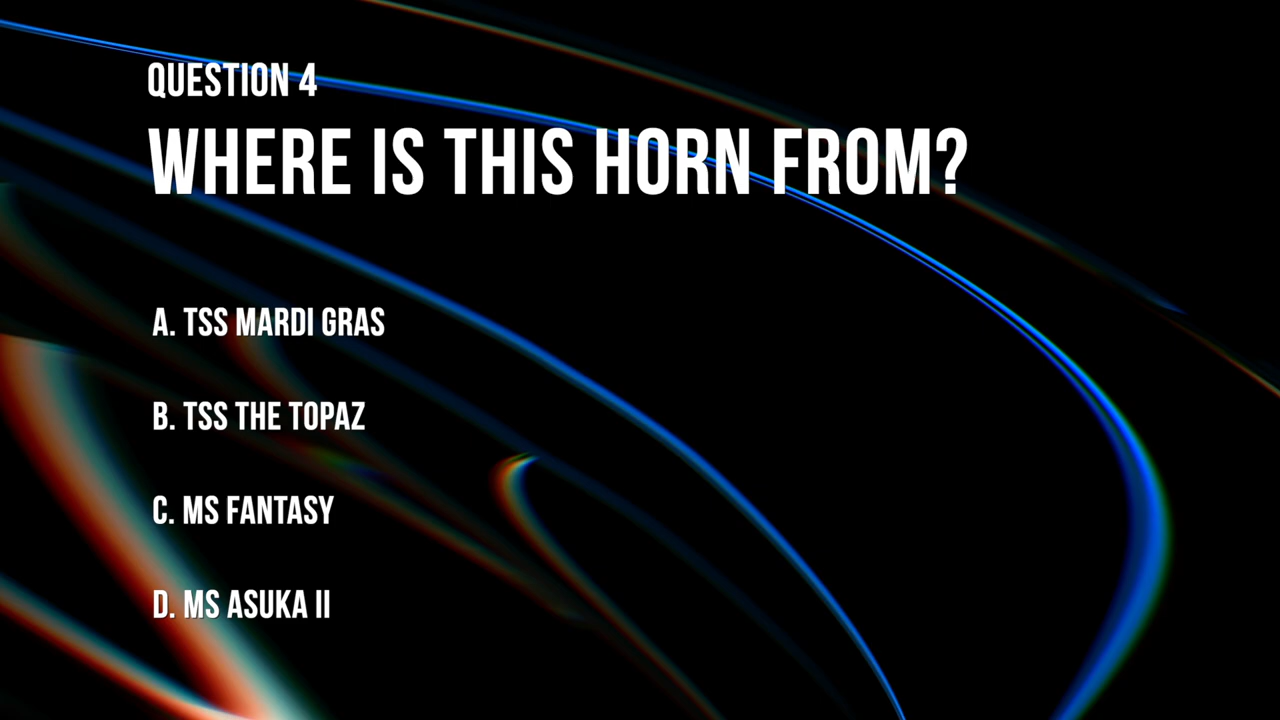 QUESTION 4
WHERE IS THIS HORN FROM?
A. TSS MARDI GRAS
B. TSS THE TOPAZ
C. MS FANTASY
D. MS ASUKA II